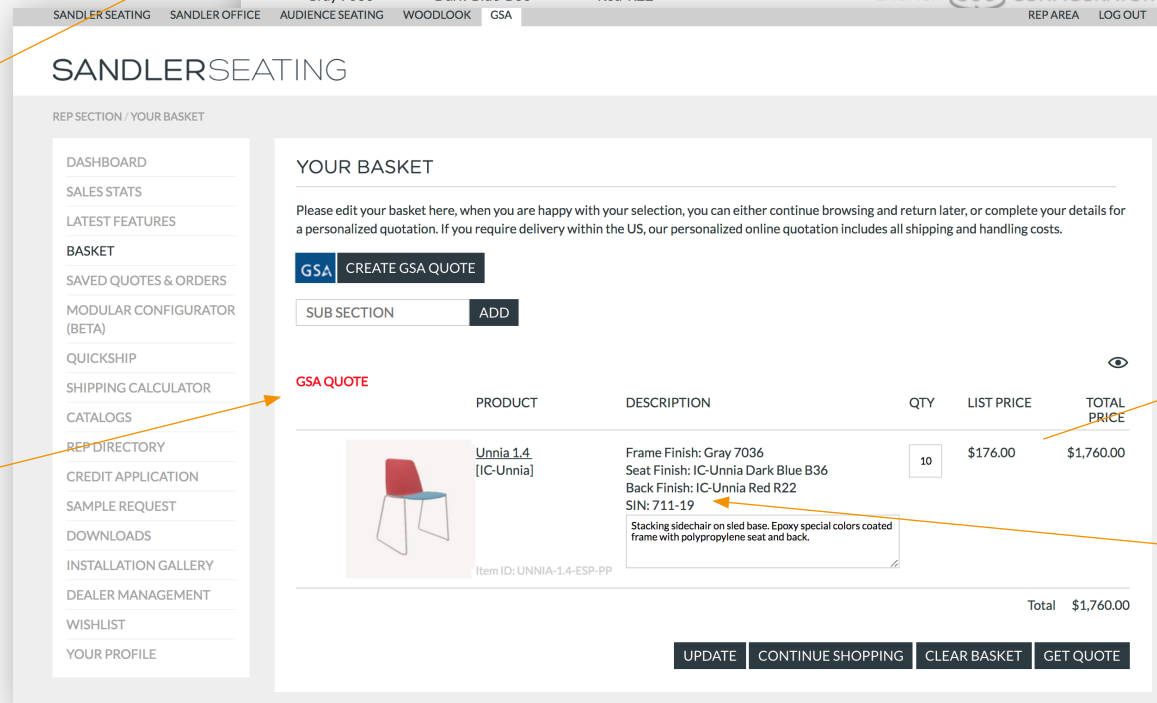 SANDLER SEATING SANDLER OFFICE AUDIENCE SEATING WOODLOOK GSA REP AREA LOG OUT
SANDLERSEATING
REP SECTION / YOUR BASKET
DASHBOARD
SALES STATS
LATEST FEATURES
BASKET
SAVED QUOTES & ORDERS
MODULAR CONFIGURATOR
(BETA)
QUICKSHIP
SHIPPING CALCULATOR
CATALOGS
REP DIRECTORY
CREDIT APPLICATION
SAMPLE REQUEST
DOWNLOADS
INSTALLATION GALLERY
DEALER MANAGEMENT
WISHLIST
YOUR PROFILE
YOUR BASKET
Please edit your basket here, when you are happy with your selection, you can either continue browsing and return later, or complete your details for
a personalized quotation. If you require delivery within the US, our personalized online quotation includes all shipping and handling costs.
GSA CREATE GSA QUOTE
SUB SECTION ADD
GSA QUOTE
PRODUCT DESCRIPTION QTY LIST PRICE TOTAL
PRICE
Unnia 1.4 Frame Finish: Gray 7036 10 $176.00 $1,760.00
[IC-Unnia] Seat Finish: IC-Unnia Dark Blue B36
Back Finish: IC-Unnia Red R22
SIN: 711-19
Stacking sidechair on sled base. Epoxy special colors coated
frame with polypropylene seat and back.
Item ID: UNNIA-1.4-ESP-PP
Total $1,760.00
UPDATE CONTINUE SHOPPING CLEAR BASKET GET QUOTE